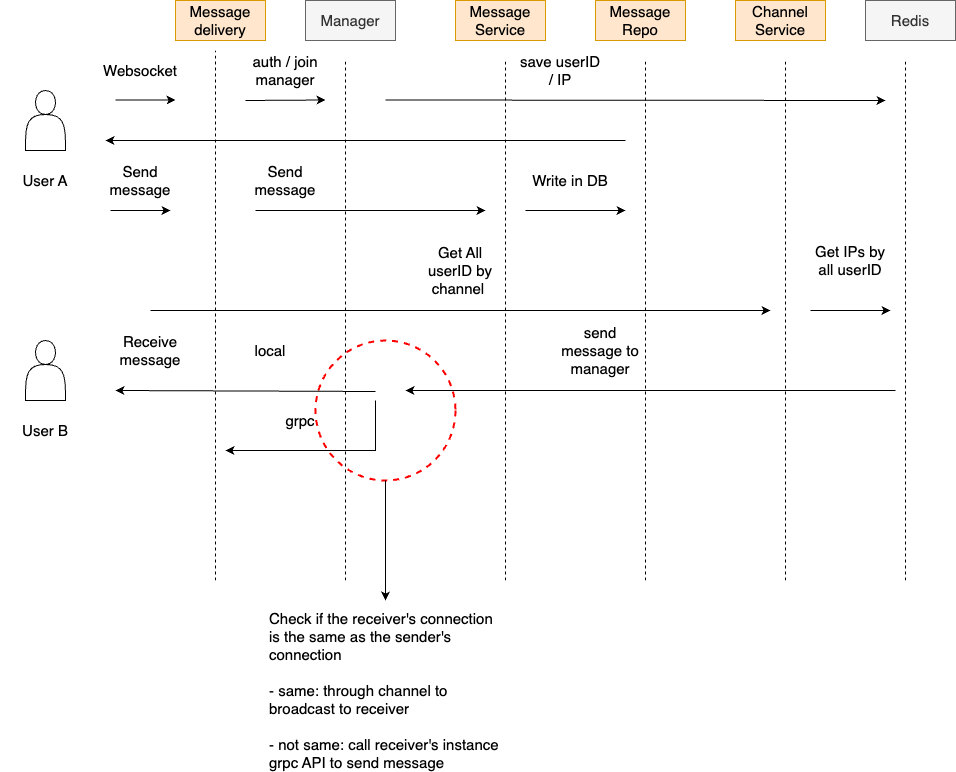 Message
delivery
Manager
Message
Service
Message
Repo
Channel
Service
Redis
Websocket
auth / join
manager
save userID
/ IP
User A
Send
message
Send
message
Write in DB
Get All
userID by
channel
Get IPs by
all userID
Receive
message
local
send
message to
manager
grpc
User B
Check if the receiver's connection
is the same as the sender's
connection
- same: through channel to
broadcast to receiver
- not same: call receiver's instance
grpc API to send message